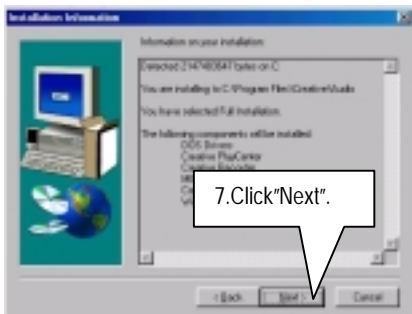 Installation Information
Information on your installation:
Detected 2147483647 bytes on C
You are installing to C:\Program Files\Creative\Audio
You have selected Full Installation.
The following components will be installed:
DOS Drivers
Creative PlayCenter
Creative Recorder
7.Click"Next".
< Back
Next >
Cancel